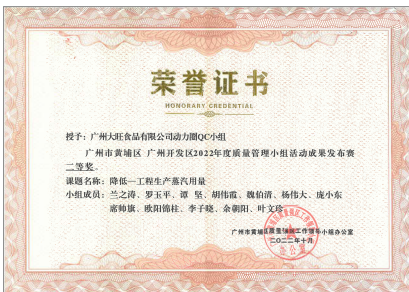 荣誉证书
HONORARY CREDENTIAL
授予：广州大旺食品有限公司动力圈QC小组
广州市黄埔区 广州开发区2022年度质量管理小组活动成果发布赛
二等奖。
课题名称：降低一工程生产蒸汽用量
小组成员：兰之涛、罗玉平、谭 坚、胡伟霞、魏伯清、杨伟大、庞小东
席帅旗、欧阳锦柱、李子晓、余朝阳、叶文珍
广州市黄埔区质量强区工作领导小组办公室
二〇二二年十月